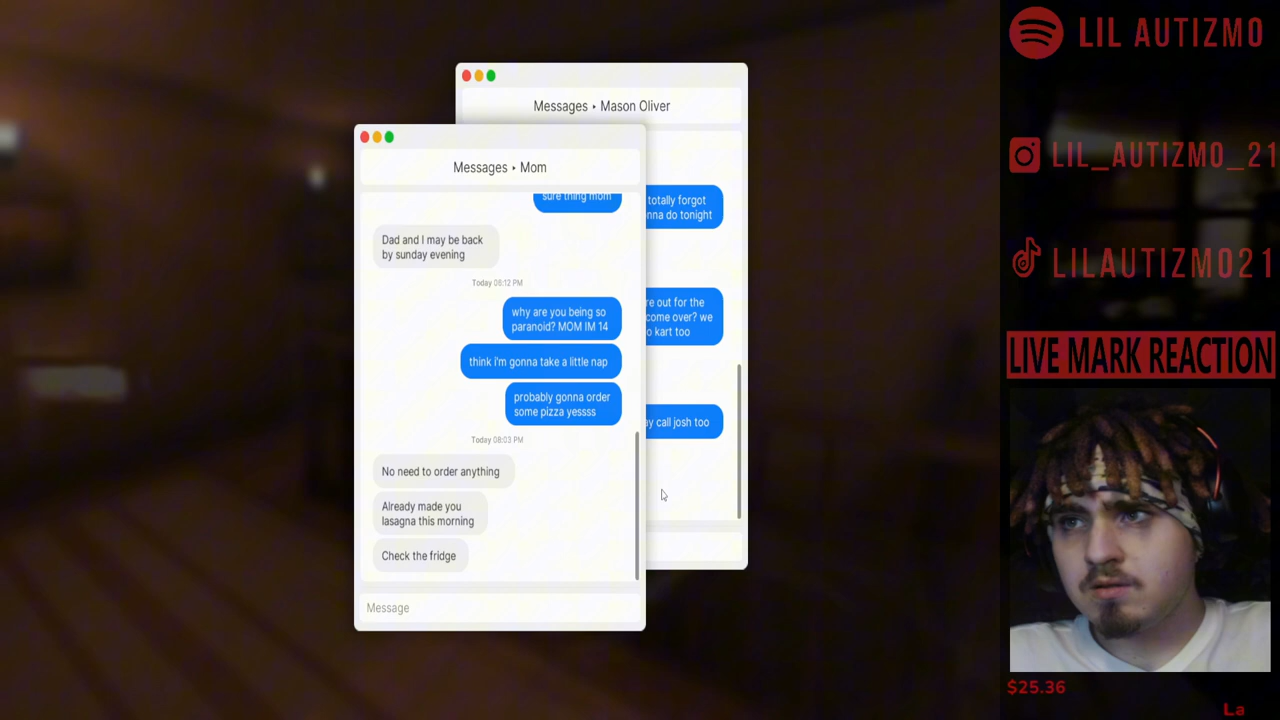 Messages ‣ Mason Oliver
totally forgot
nna do tonight
re out for the
come over? we
o kart too
ay call josh too
Messages ‣ Mom
sure thing mom
Dad and I may be back
by sunday evening
Today 08:12 PM
why are you being so
paranoid? MOM IM 14
think i'm gonna take a little nap
probably gonna order
some pizza yessss
Today 08:03 PM
No need to order anything
Already made you
lasagna this morning
Check the fridge
Message
LIL AUTIZMO
LIL_AUTIZMO_21
LILAUTIZMO21
LIVE MARK REACTION
$25.36
La